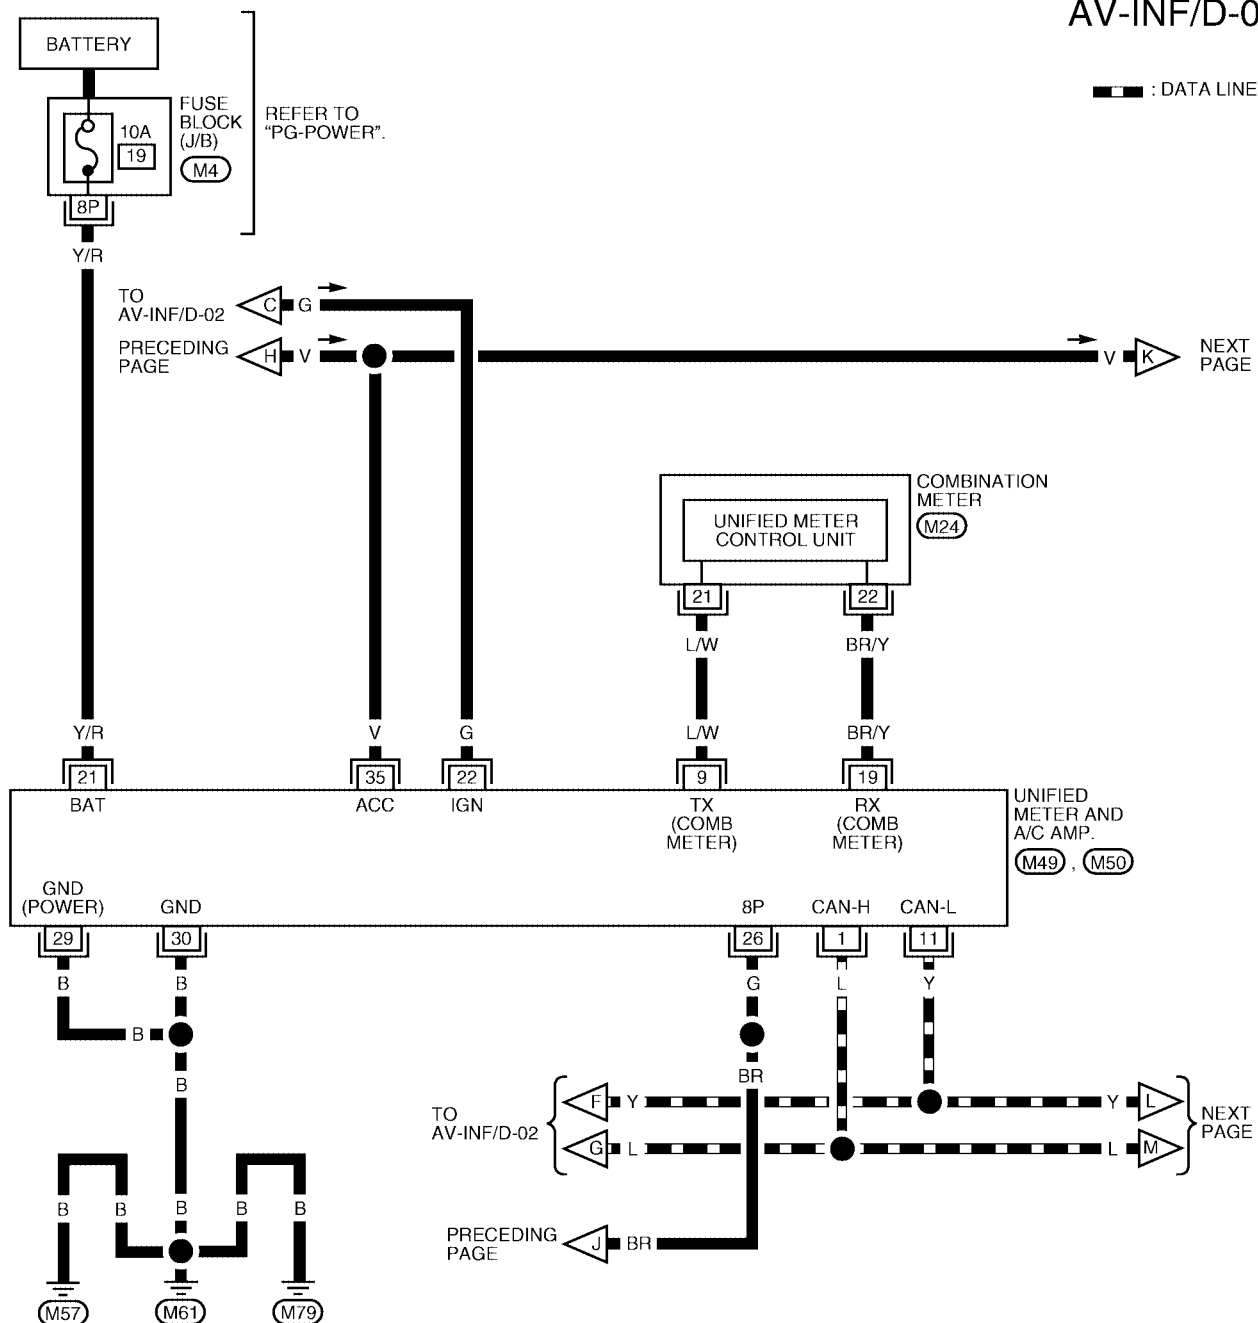 AV-INF/D-0
BATTERY
: DATA LINE
FUSE
BLOCK
(J/B)
M4
10A
19
REFER TO
“PG-POWER”.
8P
Y/R
TO
AV-INF/D-02
C
G
PRECEDING
PAGE
H
V
V
K
NEXT
PAGE
COMBINATION
METER
M24
UNIFIED METER
CONTROL UNIT
21
22
L/W
BR/Y
Y/R
V
G
L/W
BR/Y
21
35
22
9
19
BAT
ACC
IGN
TX
(COMB
METER)
RX
(COMB
METER)
UNIFIED
METER AND
A/C AMP.
M49 , M50
GND
(POWER)
GND
8P
CAN-H
CAN-L
29
30
26
1
11
B
B
G
L
Y
B
B
BR
TO
AV-INF/D-02
F
Y
Y
L
G
L
L
M
NEXT
PAGE
B
B
B
B
B
PRECEDING
PAGE
J
BR
M57
M61
M79